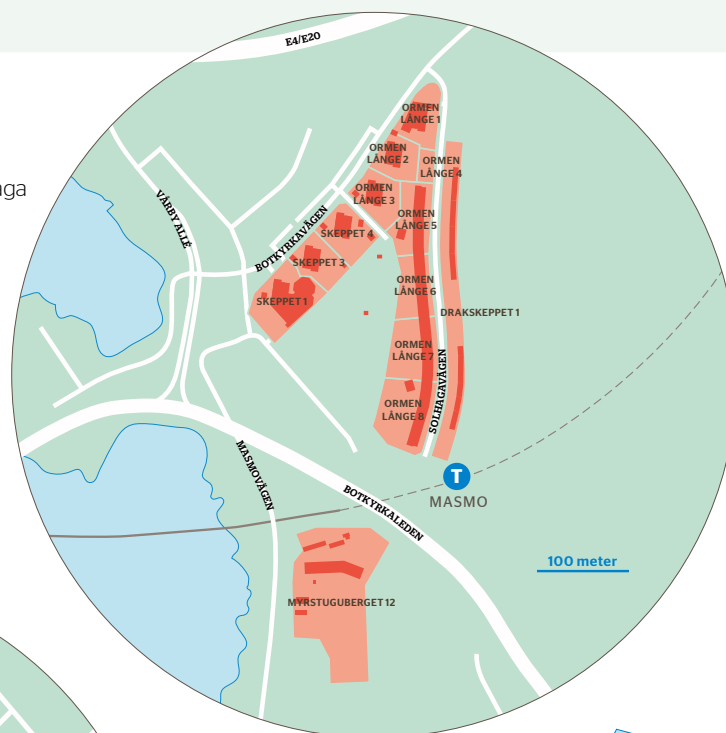 E4/E20
ORMEN
LÅNGE 1
ORMEN
LÅNGE 2
ORMEN
LÅNGE 4
VÅRBY ALLÉ
ORMEN
LÅNGE 3
BOTKYRKAVÄGEN
SKEPPET 4
ORMEN
LÅNGE 5
SKEPPET 3
SKEPPET 1
ORMEN
LÅNGE 6
DRAKSKEPPET 1
ORMEN
LÅNGE 7
SOLHAGAVÄGEN
ORMEN
LÅNGE 8
MASMOVÄGEN
T
MASMO
BOTKYRKALEDEN
100 meter
MYRSTUGUBERGET 12